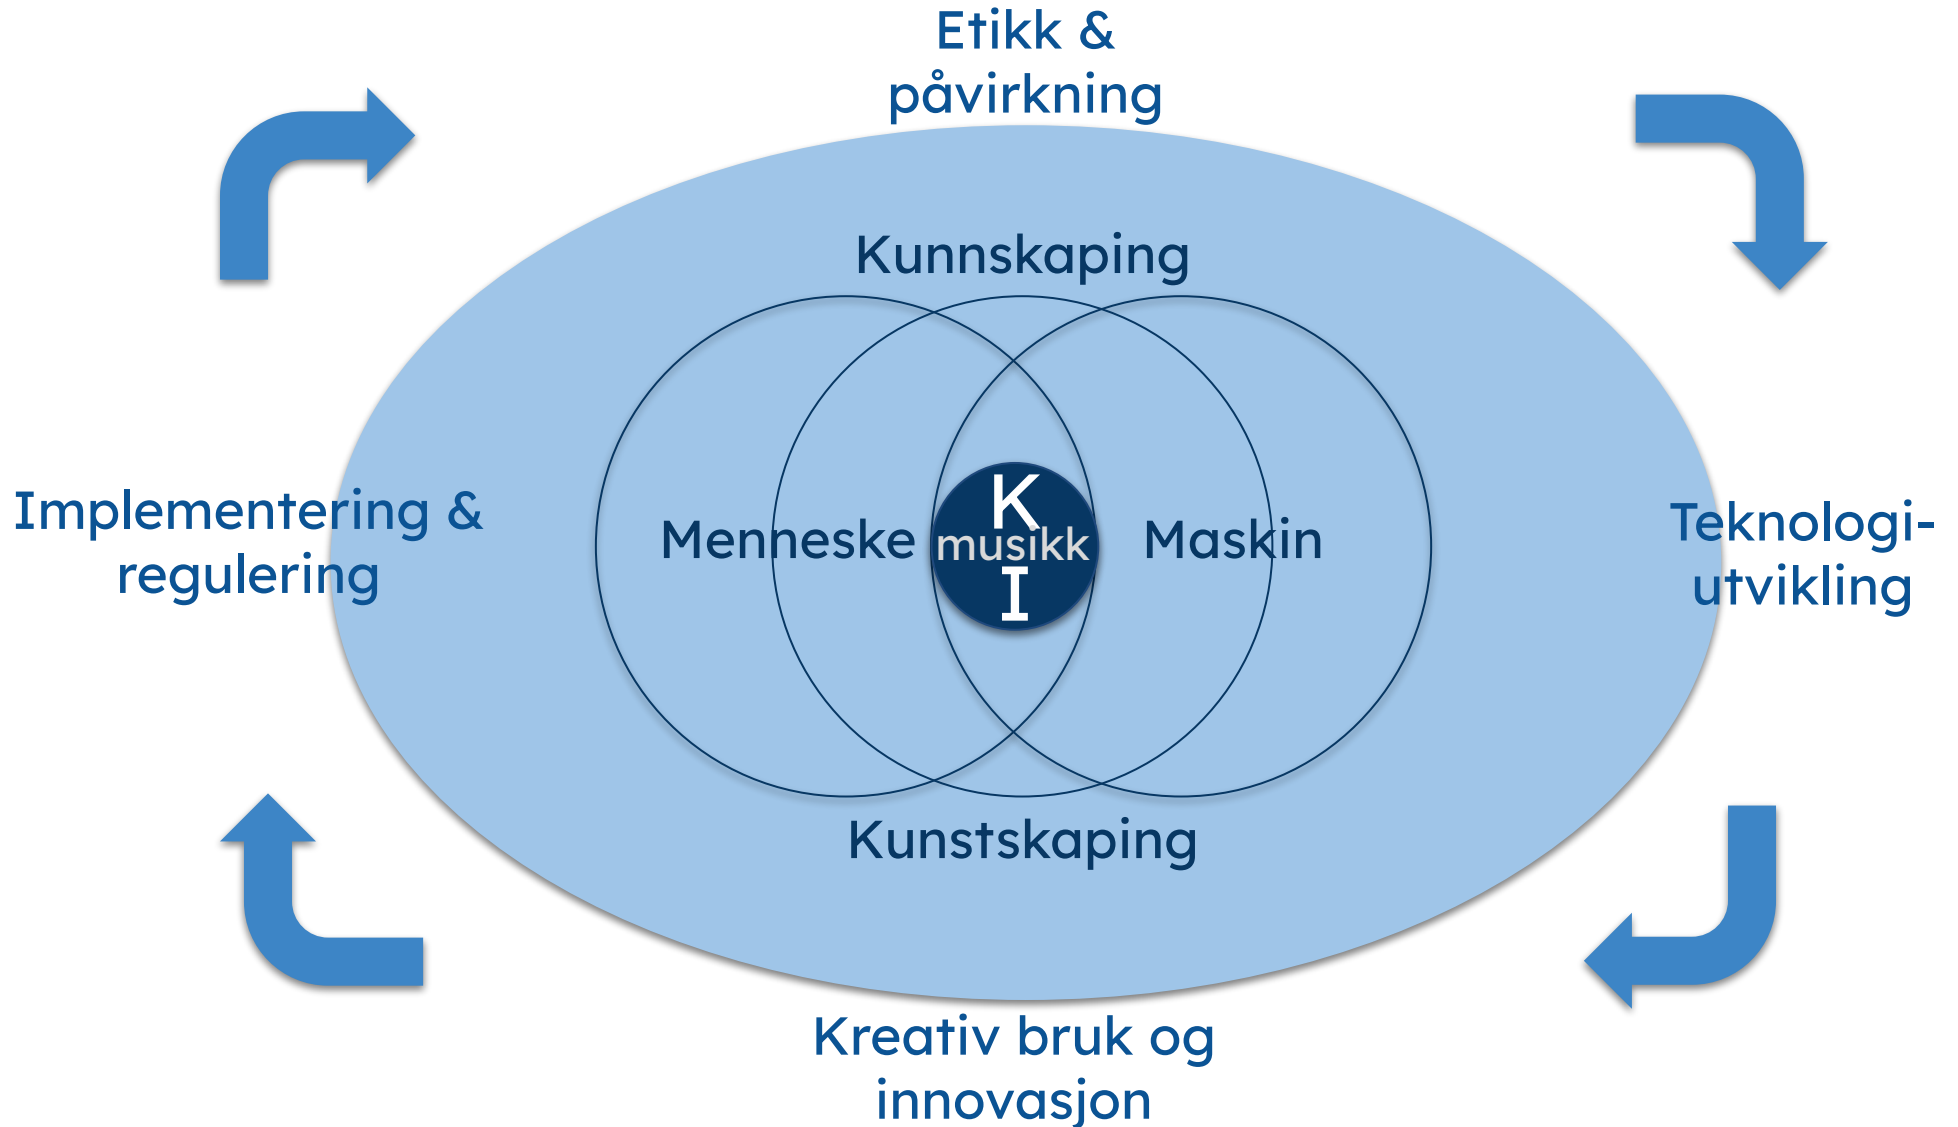 Etikk &
påvirkning
Kunnskaping
Implementering &
regulering
Menneske
K
musikk
I
Maskin
Teknologi-
utvikling
Kunstskaping
Kreativ bruk og
innovasjon